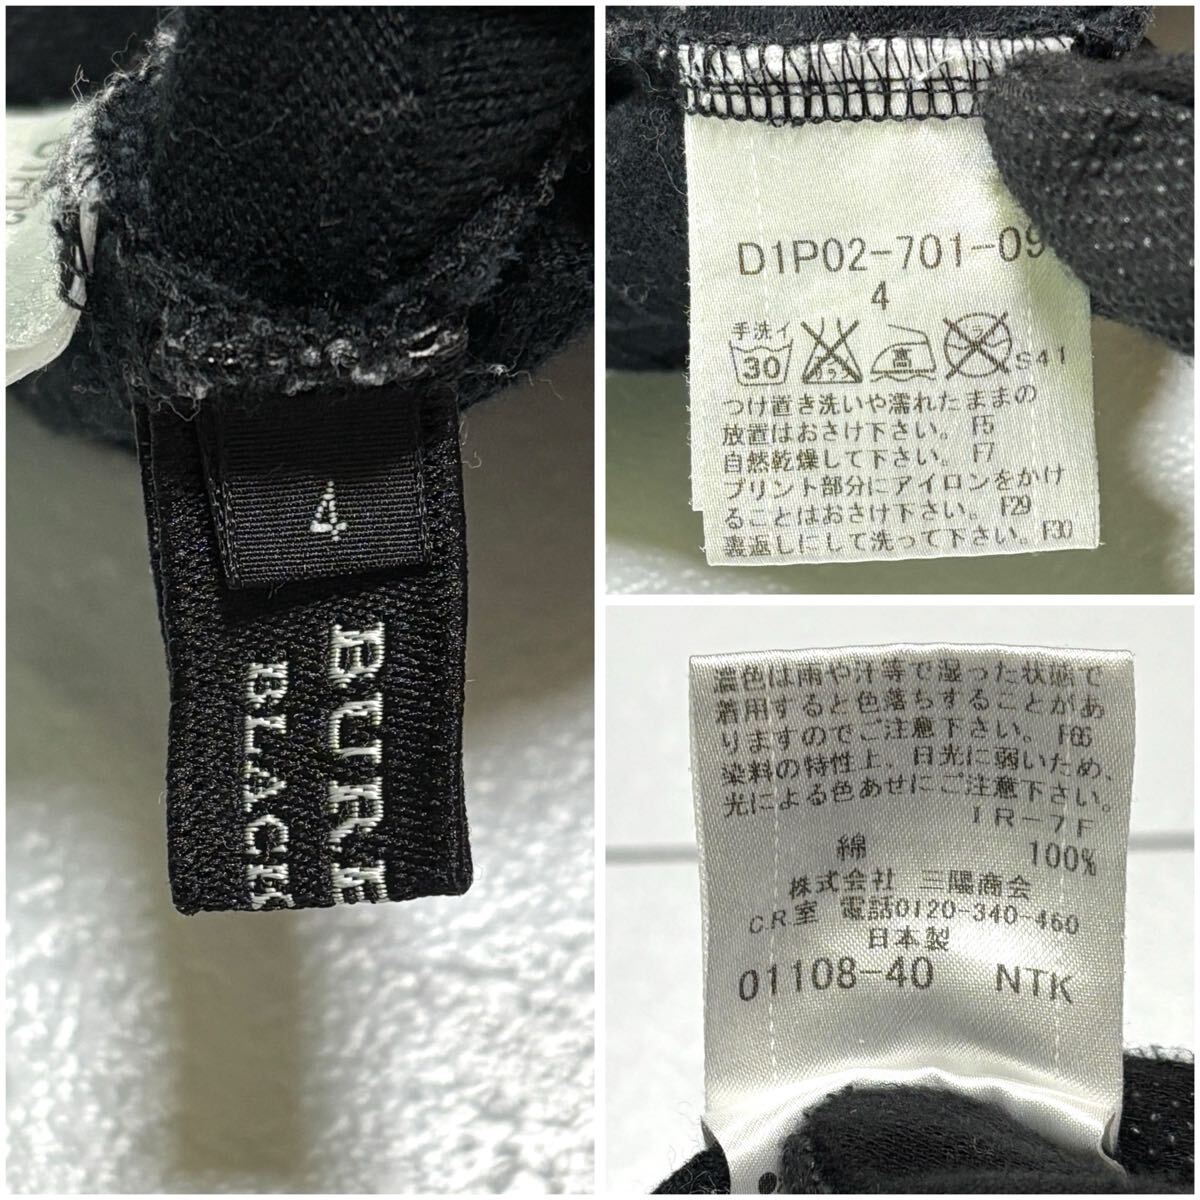 4
BURB
BLACK
D1P02-701-09
4
手洗イ
30
高
S41
つけ置き洗いや濡れたままの
放置はおさけ下さい。 F5
自然乾燥して下さい。 F7
プリント部分にアイロンをかけ
ることはおさけ下さい。 F29
裏返しにして洗って下さい。 F30
濃色は雨や汗等で湿った状態で
着用すると色落ちすることがあ
りますのでご注意下さい。 F66
染料の特性上、日光に弱いため、
光による色あせにご注意下さい。
IR-7F
綿 100%
株式会社 三陽商会
CR室 電話0120-340-460
日本製
01108-40 NTK